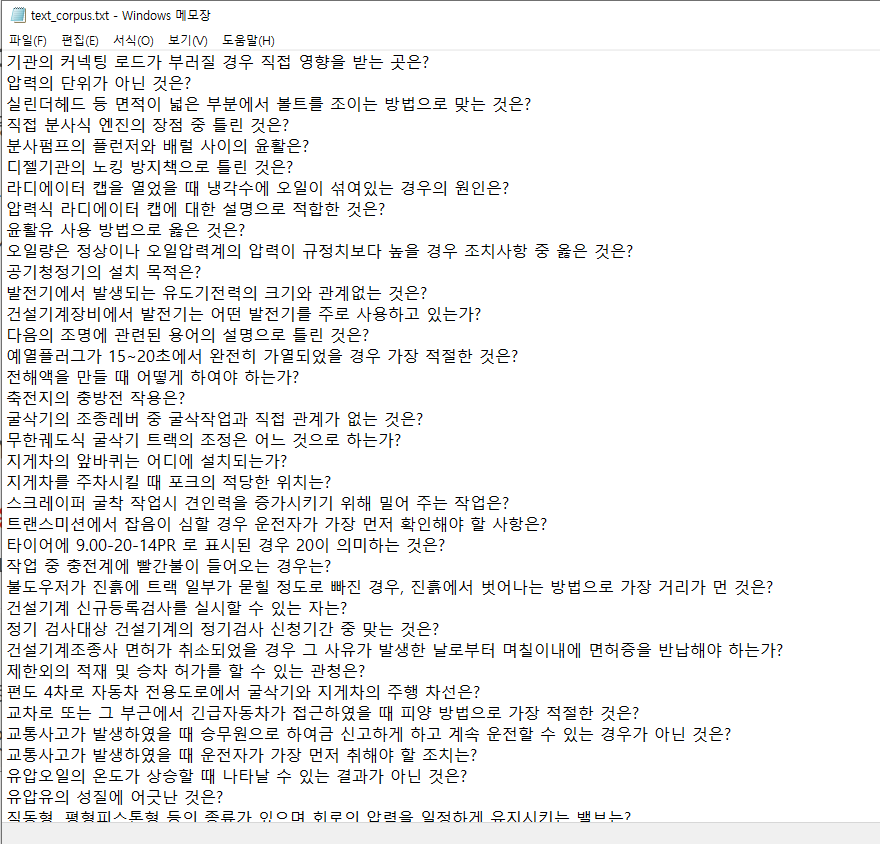 text_corpus.txt - Windows 메모장
파일(F) 편집(E) 서식(O) 보기(V) 도움말(H)
기관의 커넥팅 로드가 부러질 경우 직접 영향을 받는 곳은?
압력의 단위가 아닌 것은?
실린더헤드 등 면적이 넓은 부분에서 볼트를 조이는 방법으로 맞는 것은?
직접 분사식 엔진의 장점 중 틀린 것은?
분사펌프의 플런저와 배럴 사이의 윤활은?
디젤기관의 노킹 방지책으로 틀린 것은?
라디에이터 캡을 열었을 때 냉각수에 오일이 섞여있는 경우의 원인은?
압력식 라디에이터 캡에 대한 설명으로 적합한 것은?
윤활유 사용 방법으로 옳은 것은?
오일량은 정상이나 오일압력계의 압력이 규정치보다 높을 경우 조치사항 중 옳은 것은?
공기청정기의 설치 목적은?
발전기에서 발생되는 유도기전력의 크기와 관계없는 것은?
건설기계장비에서 발전기는 어떤 발전기를 주로 사용하고 있는가?
다음의 조명에 관련된 용어의 설명으로 틀린 것은?
예열플러그가 15~20초에서 완전히 가열되었을 경우 가장 적절한 것은?
전해액을 만들 때 어떻게 하여야 하는가?
축전지의 충방전 작용은?
굴삭기의 조종레버 중 굴삭작업과 직접 관계가 없는 것은?
무한궤도식 굴삭기 트랙의 조정은 어느 것으로 하는가?
지게차의 앞바퀴는 어디에 설치되는가?
지게차를 주차시킬 때 포크의 적당한 위치는?
스크레이퍼 굴착 작업시 견인력을 증가시키기 위해 밀어 주는 작업은?
트랜스미션에서 잡음이 심할 경우 운전자가 가장 먼저 확인해야 할 사항은?
타이어에 9.00-20-14PR 로 표시된 경우 20이 의미하는 것은?
작업 중 충전계에 빨간불이 들어오는 경우는?
불도우저가 진흙에 트랙 일부가 묻힐 정도로 빠진 경우, 진흙에서 벗어나는 방법으로 가장 거리가 먼 것은?
건설기계 신규등록검사를 실시할 수 있는 자는?
정기 검사대상 건설기계의 정기검사 신청기간 중 맞는 것은?
건설기계조종사 면허가 취소되었을 경우 그 사유가 발생한 날로부터 며칠이내에 면허증을 반납해야 하는가?
제한외의 적재 및 승차 허가를 할 수 있는 관청은?
편도 4차로 자동차 전용도로에서 굴삭기와 지게차의 주행 차선은?
교차로 또는 그 부근에서 긴급자동차가 접근하였을 때 피양 방법으로 가장 적절한 것은?
교통사고가 발생하였을 때 승무원으로 하여금 신고하게 하고 계속 운전할 수 있는 경우가 아닌 것은?
교통사고가 발생하였을 때 운전자가 가장 먼저 취해야 할 조치는?
유압오일의 온도가 상승할 때 나타날 수 있는 결과가 아닌 것은?
유압유의 성질에 어긋난 것은?
직동형, 평형피스톤형 등의 종류가 있으며 회로의 압력을 일정하게 유지시키는 밸브는?